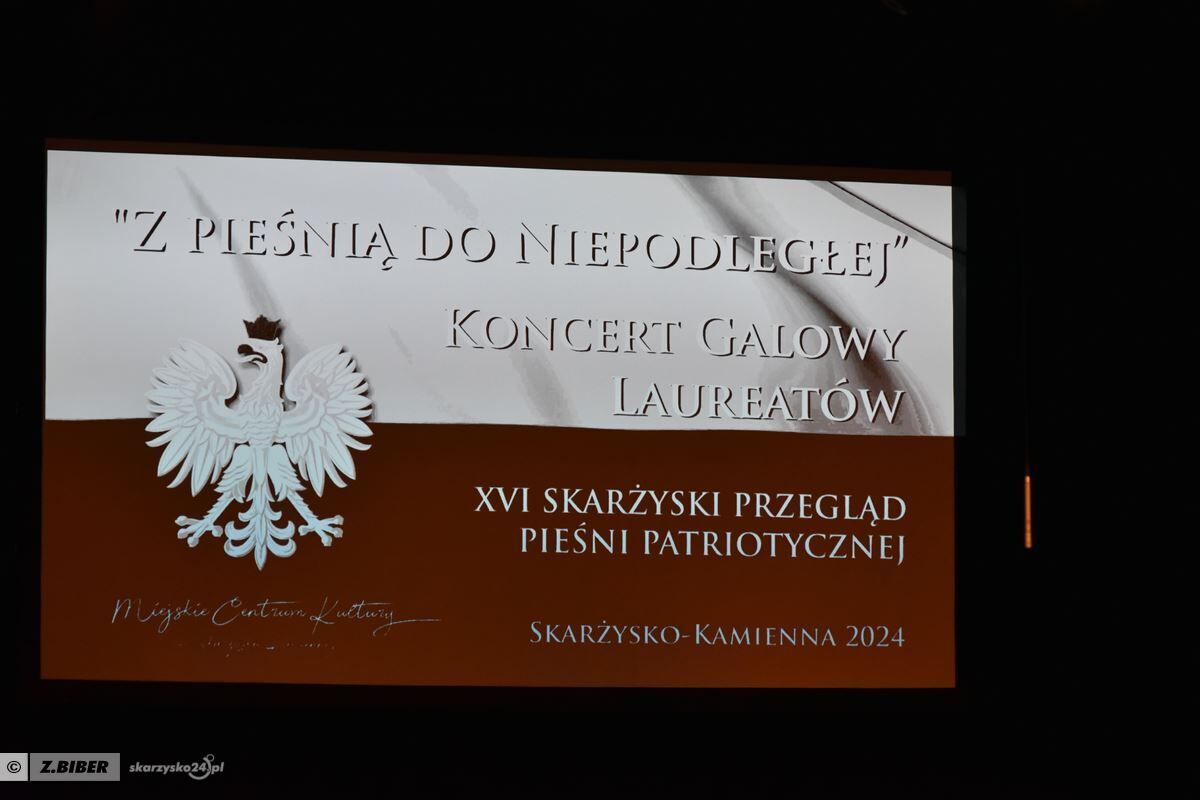 "Z PIEŚNIĄ DO NIEPODLEGŁEJ"
KONCERT GALOWY
LAUREATÓW
XVI SKARŻYSKI PRZEGLĄD
PIEŚNI PATRIOTYCZNEJ
Miejskie Centrum Kultury
SKARŻYSKO-KAMIENNA 2024
© Z.BIBER skarzysko24.pl